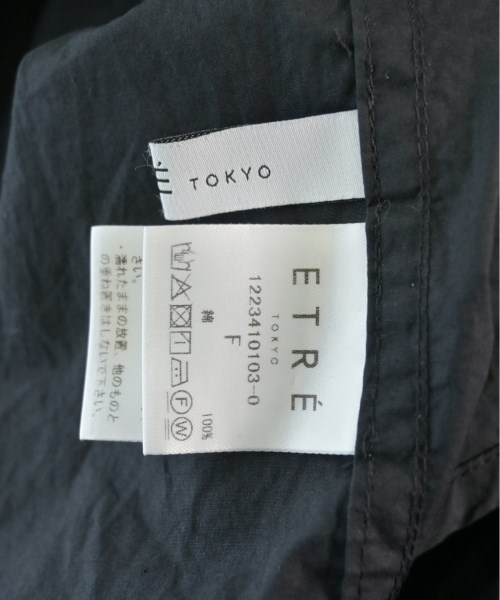 TOKYO
ETRÉ
TOKYO
1223410103-0
F
綿 100%
F W
さい。
・濡れたままの放置、他のものと
の重ね置きはしないで下さい。